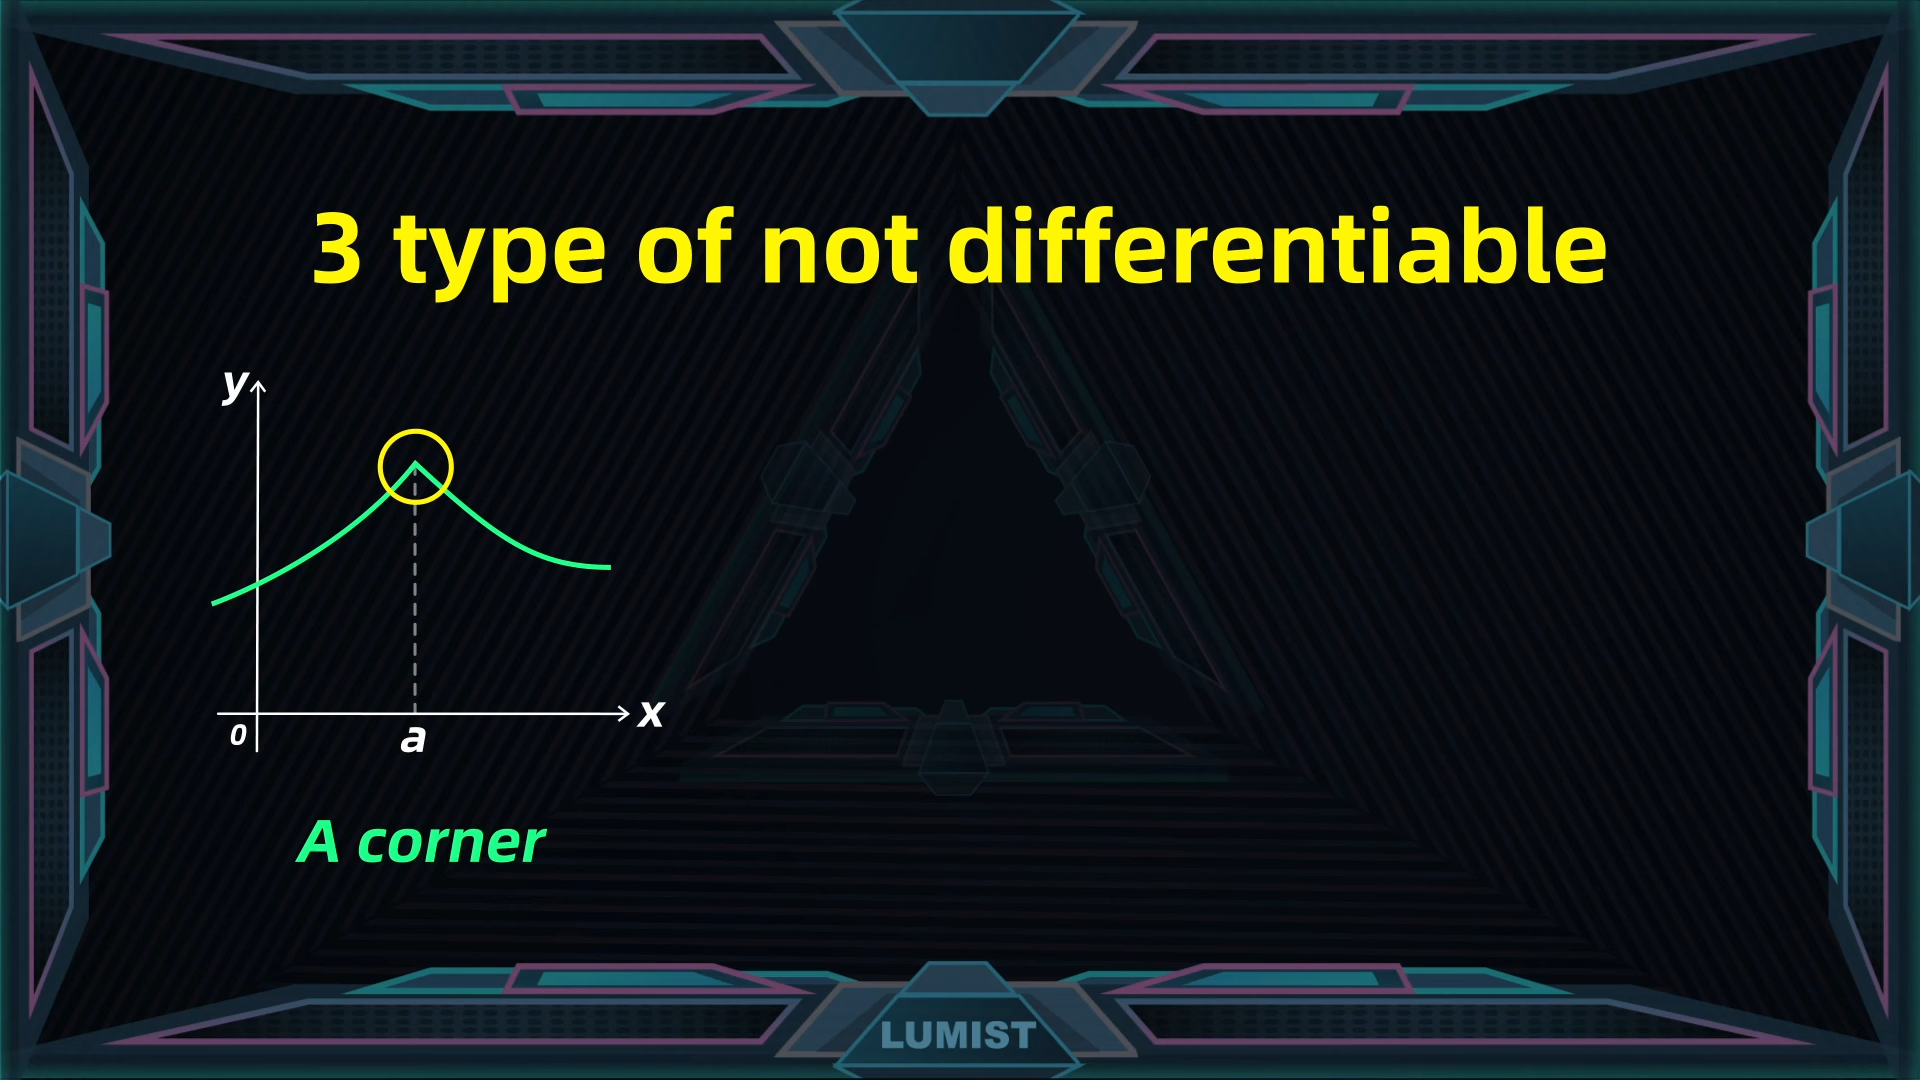 3 type of not differentiable
y
x
0
a
A corner
LUMIST